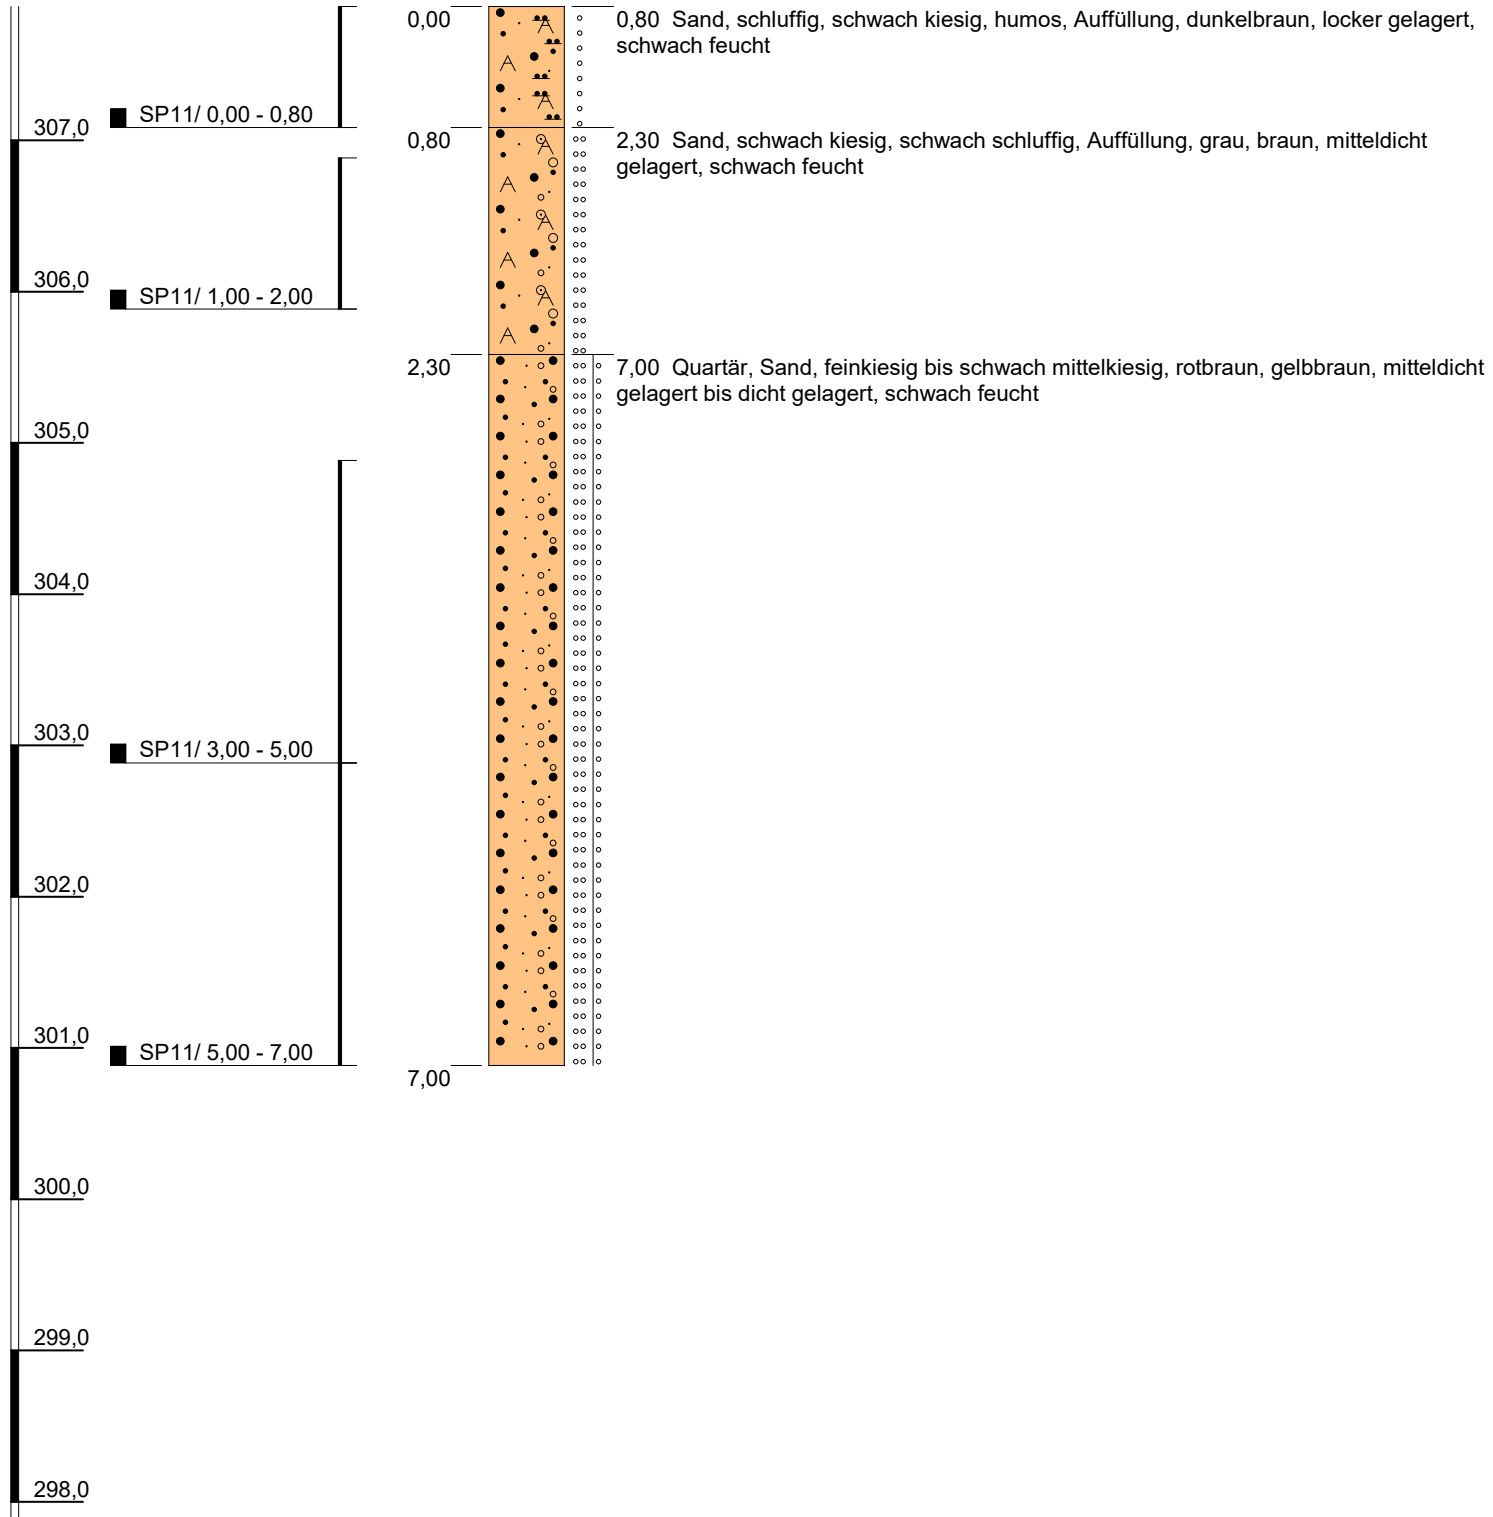 0,00
0,80 Sand, schluffig, schwach kiesig, humos, Auffüllung, dunkelbraun, locker gelagert,
schwach feucht
SP11/ 0,00 - 0,80
307,0
0,80
2,30 Sand, schwach kiesig, schwach schluffig, Auffüllung, grau, braun, mitteldicht
gelagert, schwach feucht
306,0
SP11/ 1,00 - 2,00
2,30
7,00 Quartär, Sand, feinkiesig bis schwach mittelkiesig, rotbraun, gelbbraun, mitteldicht
gelagert bis dicht gelagert, schwach feucht
305,0
304,0
303,0
SP11/ 3,00 - 5,00
302,0
301,0
SP11/ 5,00 - 7,00
7,00
300,0
299,0
298,0